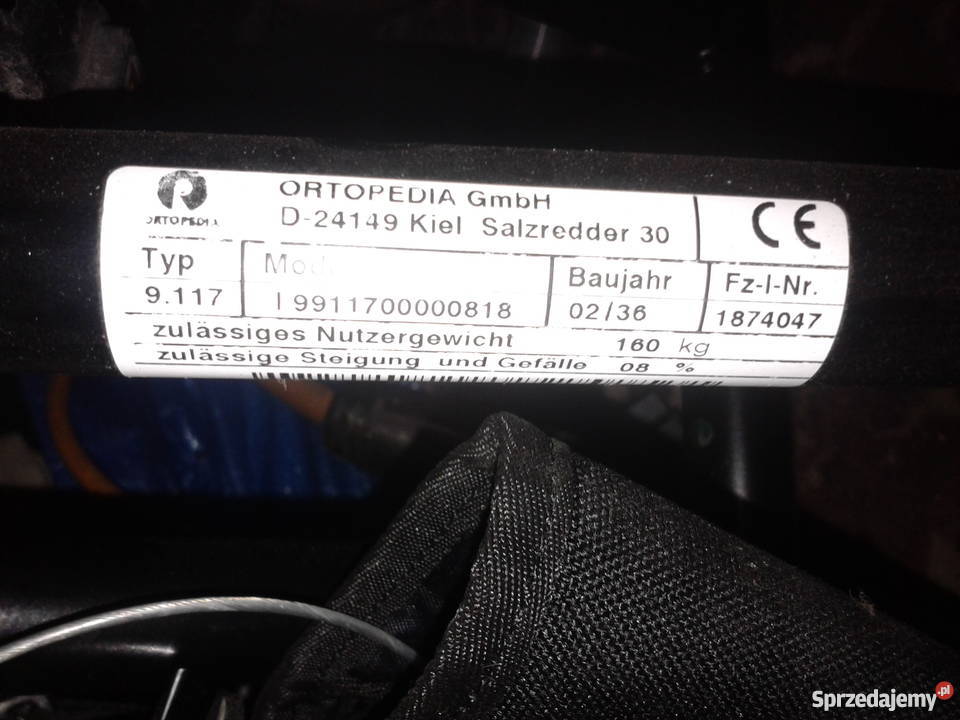 ORTOPEDIA
ORTOPEDIA GmbH
D-24149 Kiel Salzredder 30
CE
Typ
9.117
I 9911700000818
Baujahr
02/36
Fz-I-Nr.
1874047
zulässiges Nutzergewicht 160 kg
zulässige Steigung und Gefälle 08 %
Sprzedajemy.pl